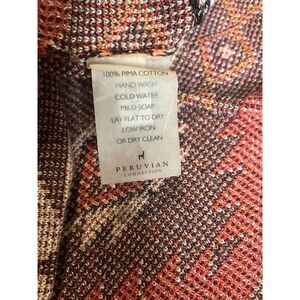 100% PIMA COTTON
HAND WASH
COLD WATER
MILD SOAP
LAY FLAT TO DRY
LOW IRON
OR DRY CLEAN
PERUVIAN
CONNECTION